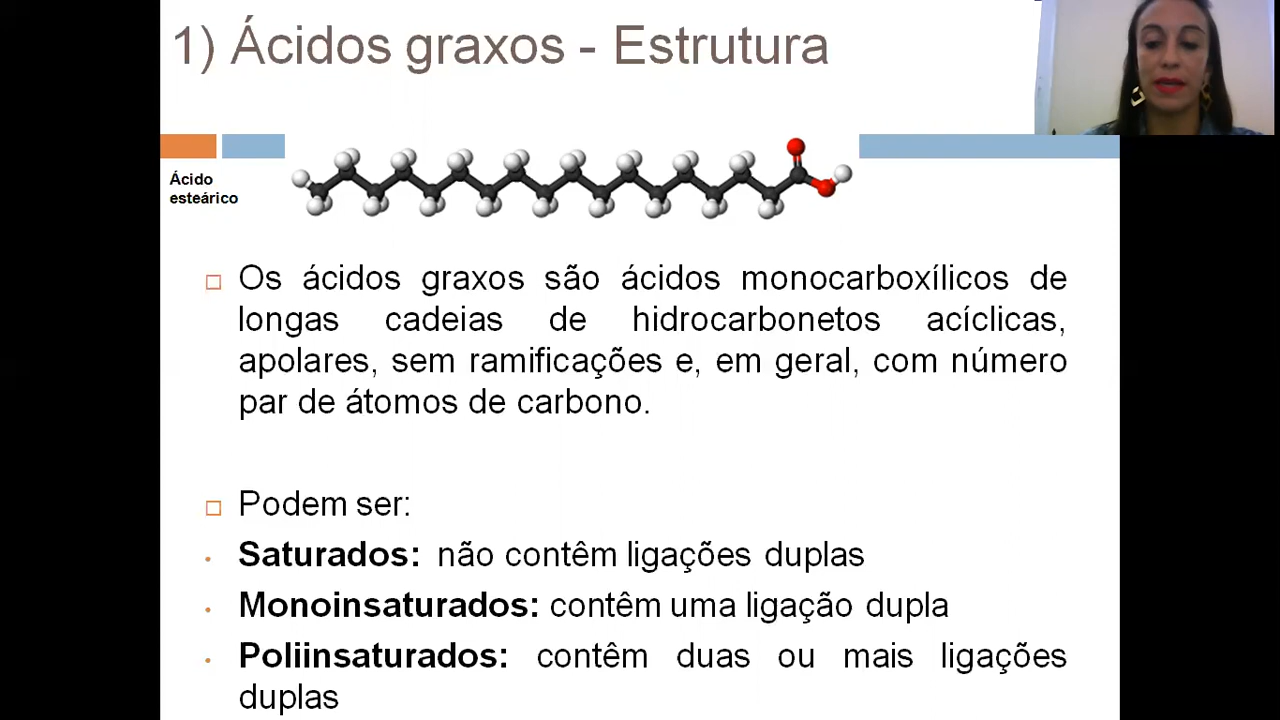 1) Ácidos graxos - Estrutura
Ácido
esteárico
Os ácidos graxos são ácidos monocarboxílicos de
longas cadeias de hidrocarbonetos acíclicas,
apolares, sem ramificações e, em geral, com número
par de átomos de carbono.
Podem ser:
Saturados: não contêm ligações duplas
Monoinsaturados: contêm uma ligação dupla
Poliinsaturados: contêm duas ou mais ligações
duplas